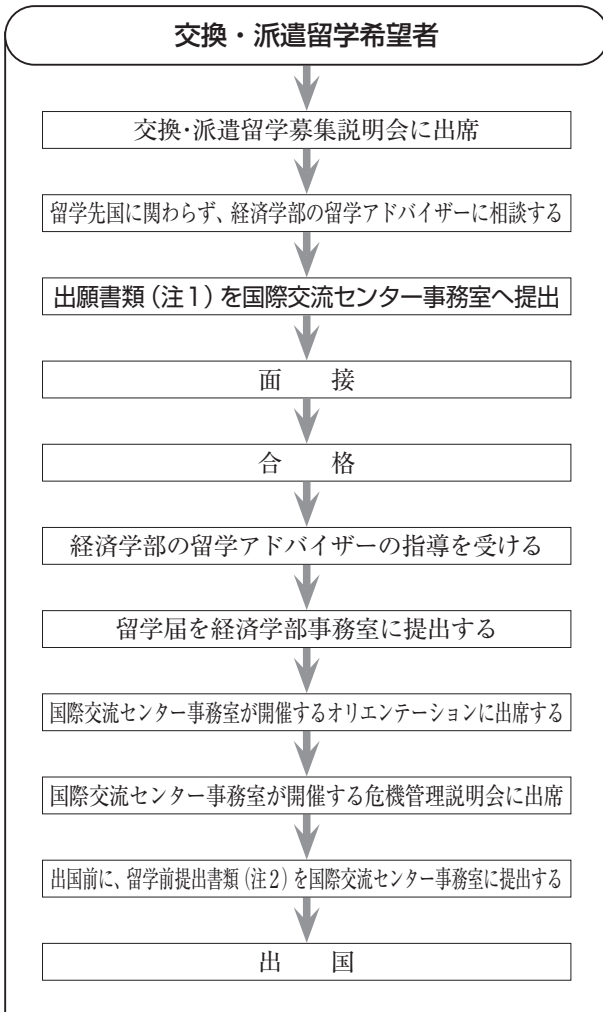 交換・派遣留学希望者
交換・派遣留学募集説明会に出席
留学先国に関わらず、経済学部の留学アドバイザーに相談する
出願書類(注1)を国際交流センター事務室へ提出
面　接
合　格
経済学部の留学アドバイザーの指導を受ける
留学届を経済学部事務室に提出する
国際交流センター事務室が開催するオリエンテーションに出席する
国際交流センター事務室が開催する危機管理説明会に出席
出国前に、留学前提出書類(注2)を国際交流センター事務室に提出する
出　国